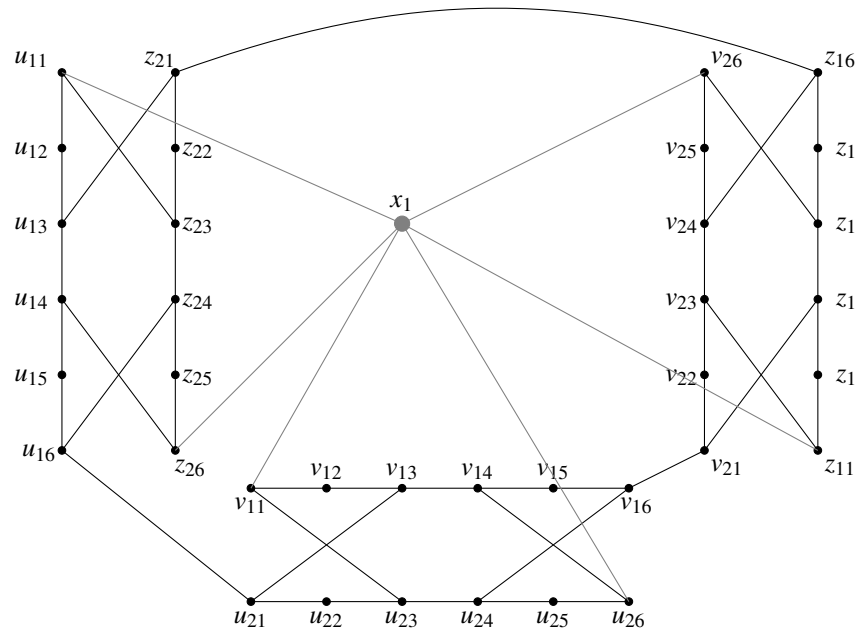 u11 z21 v26 z16
u12 z22 v25 z1
x1
u13 z23 v24 z1
u14 z24 v23 z1
u15 z25 v22 z1
u16 z26 v21 z11
v12 v13 v14 v15
v11 v16
u21 u22 u23 u24 u25 u26